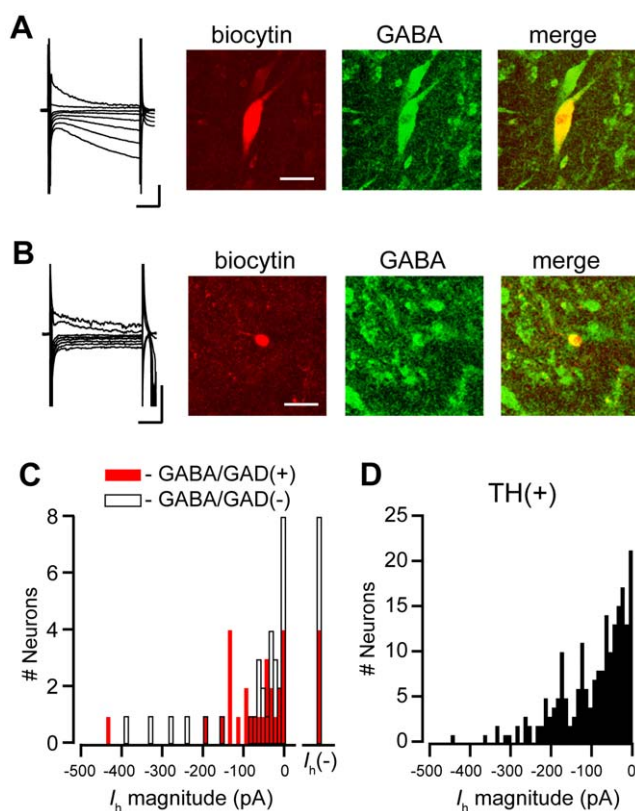 A
biocytin GABA merge
B
biocytin GABA merge
C
- GABA/GAD(+)
- GABA/GAD(-)
# Neurons
8
6
4
2
0
-500 -400 -300 -200 -100 0
Ih(-)
Ih magnitude (pA)
D
TH(+)
# Neurons
25
20
15
10
5
0
-500 -400 -300 -200 -100 0
Ih magnitude (pA)